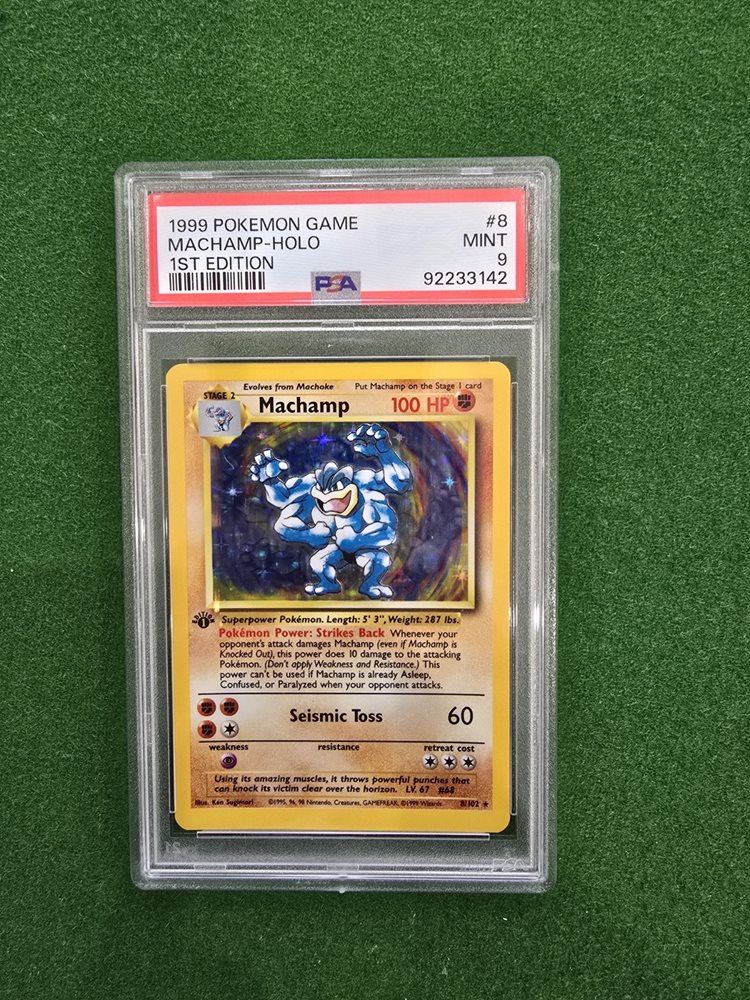 1999 POKEMON GAME #8
MACHAMP-HOLO MINT
1ST EDITION 9
PSA 92233142
Evolves from Machoke Put Machamp on the Stage 1 card
STAGE 2
Machamp 100 HP
EDITION
1
Superpower Pokémon. Length: 5' 3", Weight: 287 lbs.
Pokémon Power: Strikes Back Whenever your
opponent's attack damages Machamp (even if Machamp is
Knocked Out), this power does 10 damage to the attacking
Pokémon. (Don't apply Weakness and Resistance.) This
power can't be used if Machamp is already Asleep,
Confused, or Paralyzed when your opponent attacks.
Seismic Toss 60
weakness resistance retreat cost
Using its amazing muscles, it throws powerful punches that
can knock its victim clear over the horizon. LV. 67 #68
Illus. Ken Sugimori ©1995, 96, 98 Nintendo, Creatures, GAMEFREAK. ©1999 Wizards. 8/102 ★